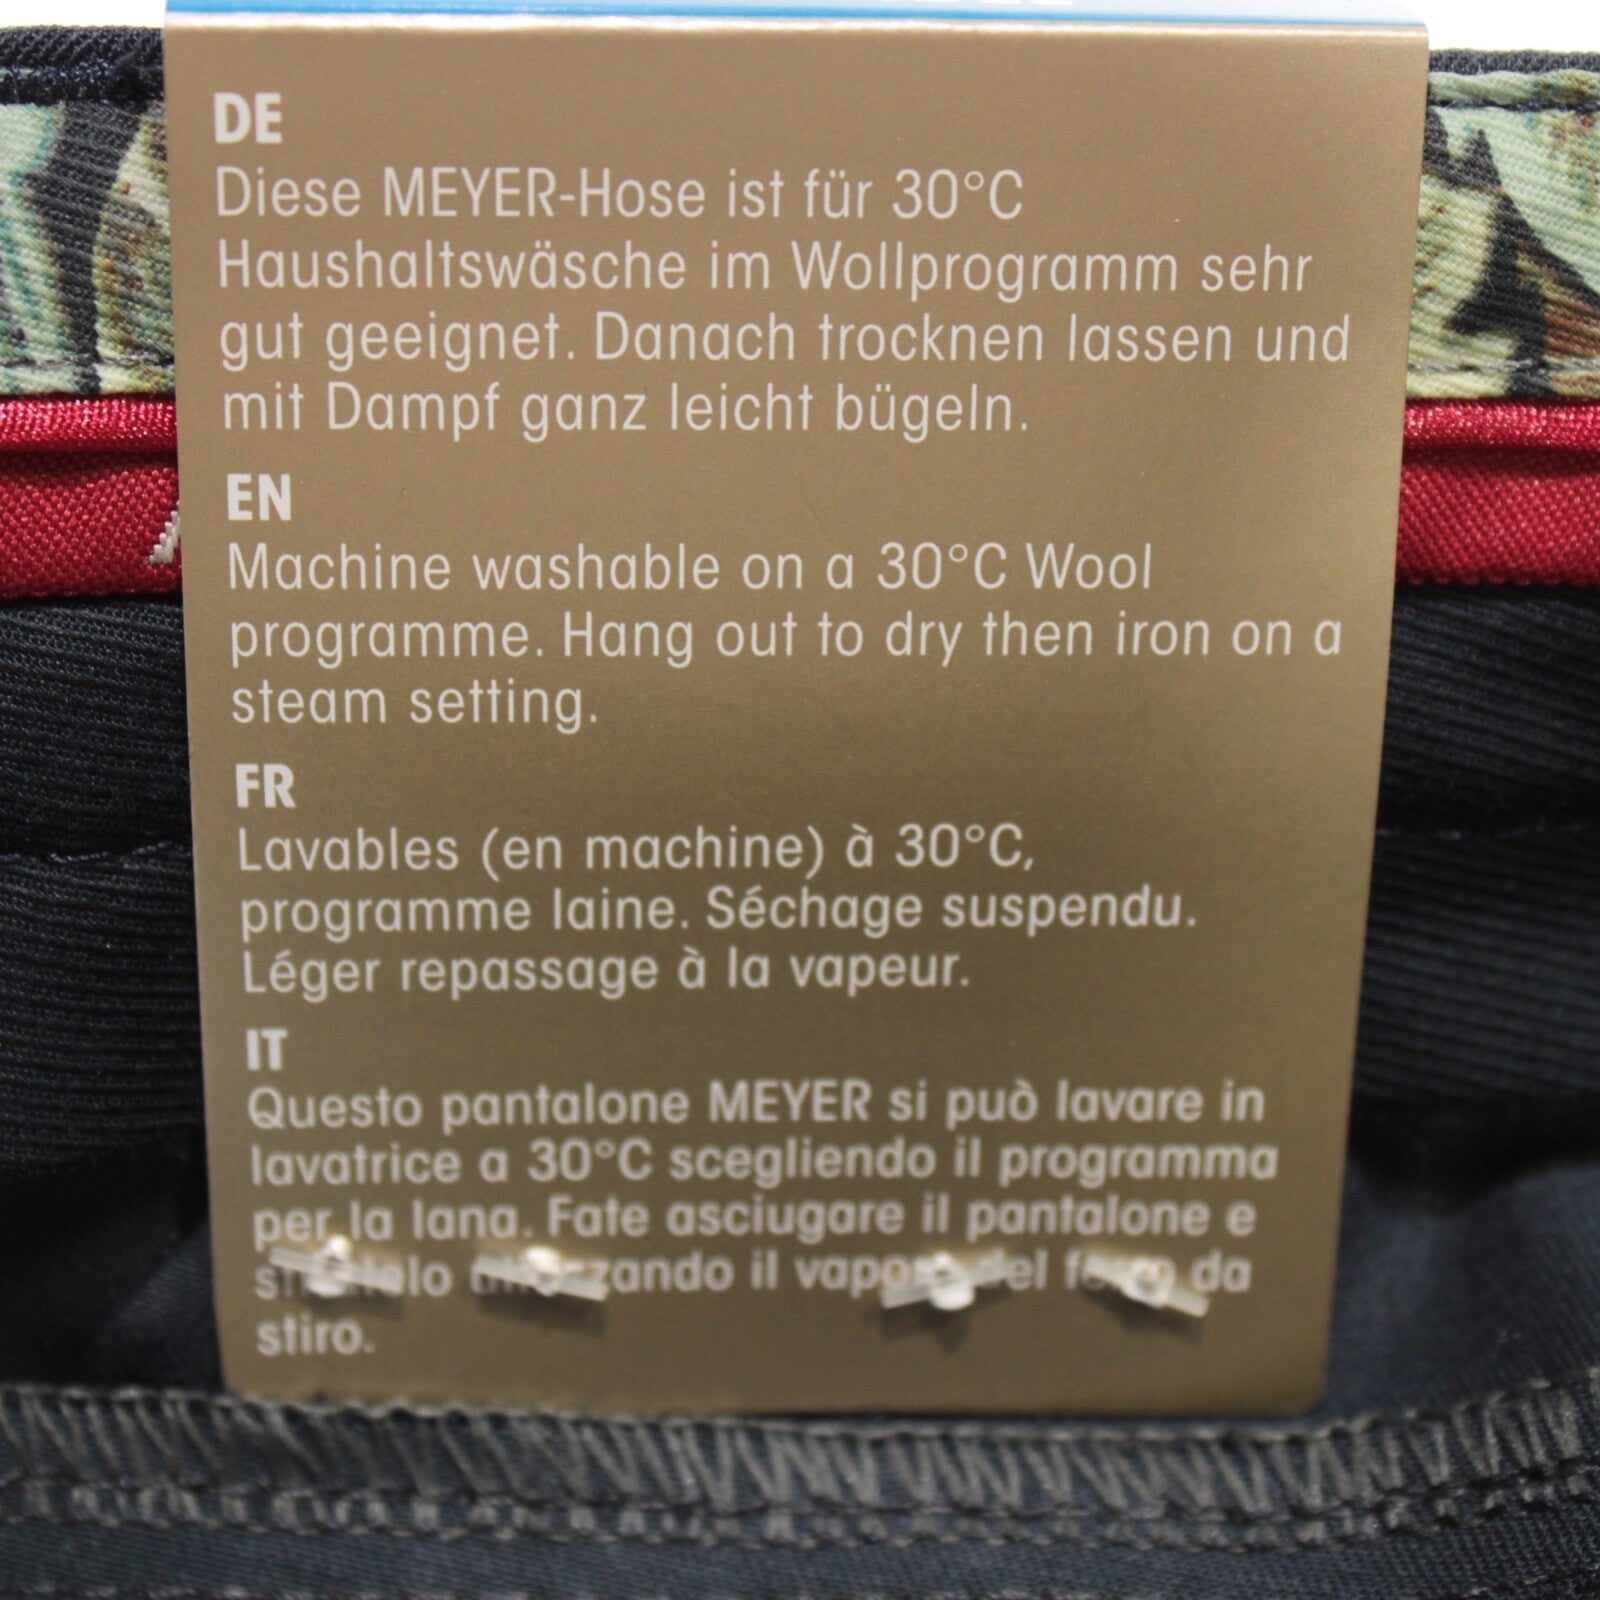 DE
Diese MEYER-Hose ist für 30°C
Haushaltswäsche im Wollprogramm sehr
gut geeignet. Danach trocknen lassen und
mit Dampf ganz leicht bügeln.
EN
Machine washable on a 30°C Wool
programme. Hang out to dry then iron on a
steam setting.
FR
Lavables (en machine) à 30°C,
programme laine. Séchage suspendu.
Léger repassage à la vapeur.
IT
Questo pantalone MEYER si può lavare in
lavatrice a 30°C scegliendo il programma
per la lana. Fate asciugare il pantalone e
il da
stiro.